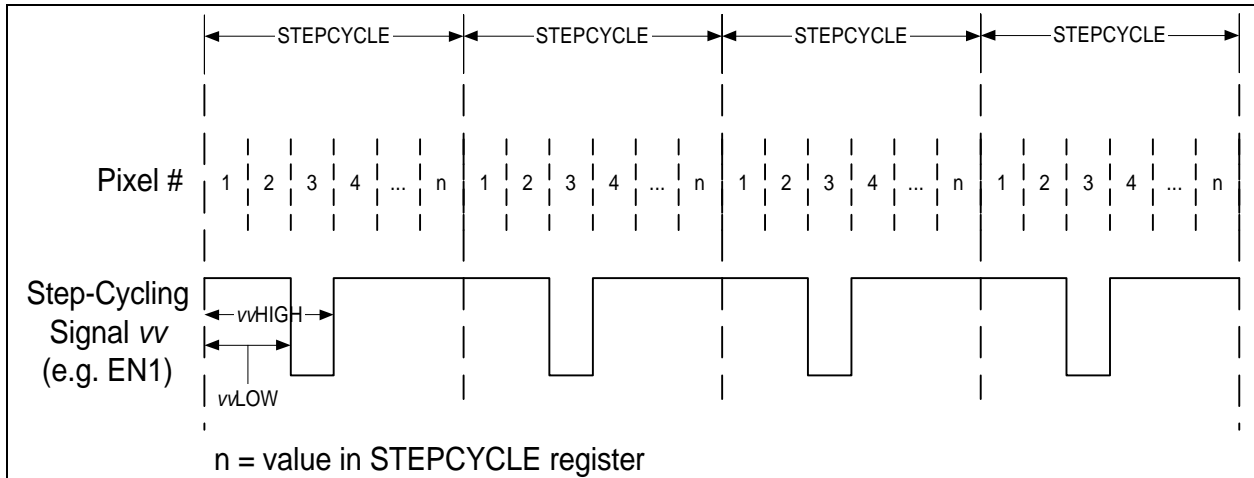 STEPCYCLE STEPCYCLE STEPCYCLE STEPCYCLE
Pixel # 1 2 3 4 ... n 1 2 3 4 ... n 1 2 3 4 ... n 1 2 3 4 ... n
Step-Cycling
Signal vv
(e.g. EN1)
vvHIGH
vvLOW
n = value in STEPCYCLE register